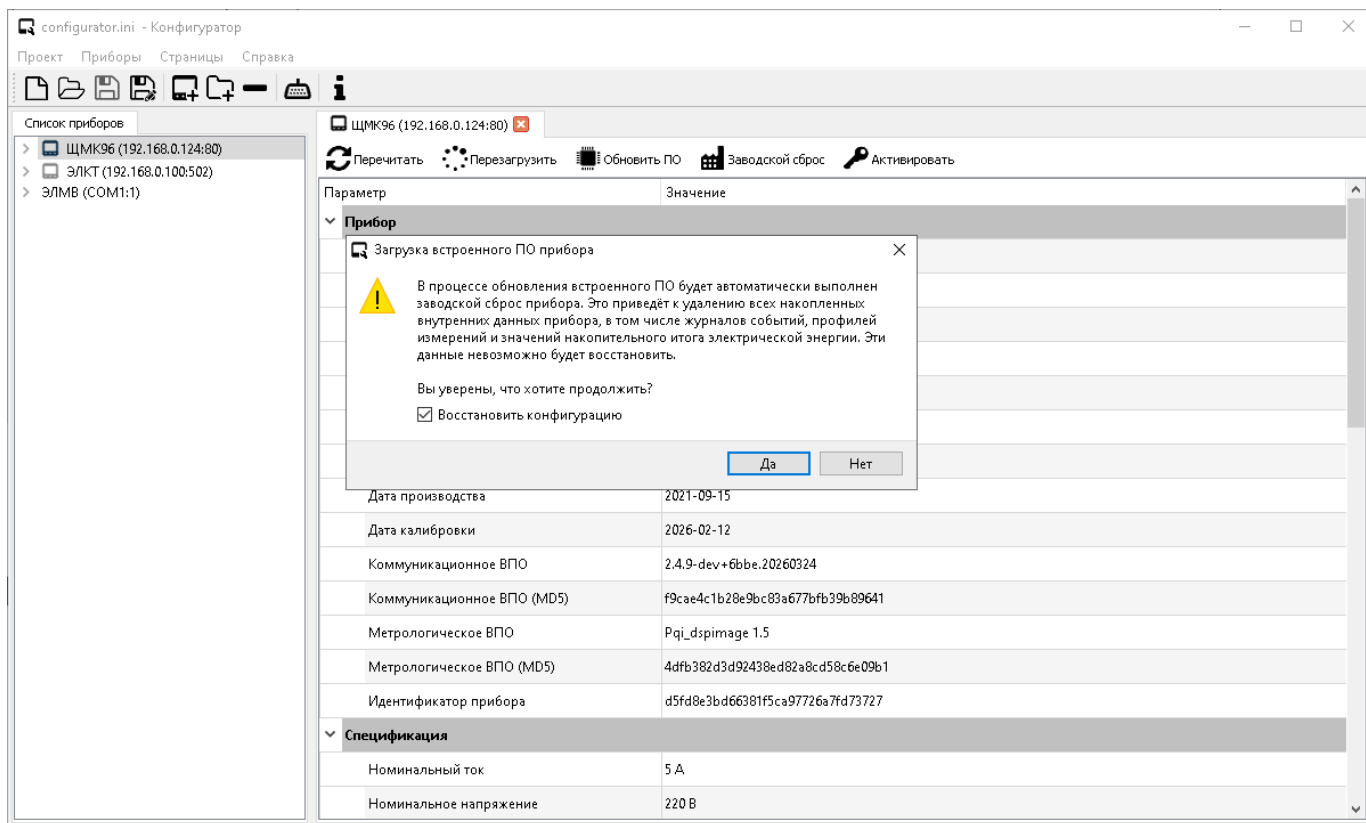 configurator.ini - Конфигуратор
Проект Приборы Страницы Справка
Список приборов
ЩМК96 (192.168.0.124:80)
ЭЛКТ (192.168.0.100:502)
ЭЛМВ (COM1:1)
ЩМК96 (192.168.0.124:80)
Перечитать Перезагрузить Обновить ПО Заводской сброс Активировать
Параметр Значение
Прибор
Загрузка встроенного ПО прибора
В процессе обновления встроенного ПО будет автоматически выполнен
заводской сброс прибора. Это приведёт к удалению всех накопленных
внутренних данных прибора, в том числе журналов событий, профилей
измерений и значений накопительного итога электрической энергии. Эти
данные невозможно будет восстановить.
Вы уверены, что хотите продолжить?
Восстановить конфигурацию
Да Нет
Дата производства 2021-09-15
Дата калибровки 2026-02-12
Коммуникационное ВПО 2.4.9-dev+6bbe.20260324
Коммуникационное ВПО (MD5) f9cae4c1b28e9bc83a677bfb39b89641
Метрологическое ВПО Pqi_dspimage 1.5
Метрологическое ВПО (MD5) 4dfb382d3d92438ed82a8cd58c6e09b1
Идентификатор прибора d5fd8e3bd66381f5ca97726a7fd73727
Спецификация
Номинальный ток 5 А
Номинальное напряжение 220 В